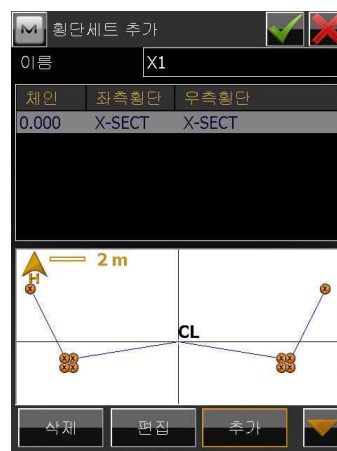 횡단세트 추가
이름 X1
체인 좌측횡단 우측횡단
0.000 X-SECT X-SECT
2 m
H
CL
삭제 편집 추가